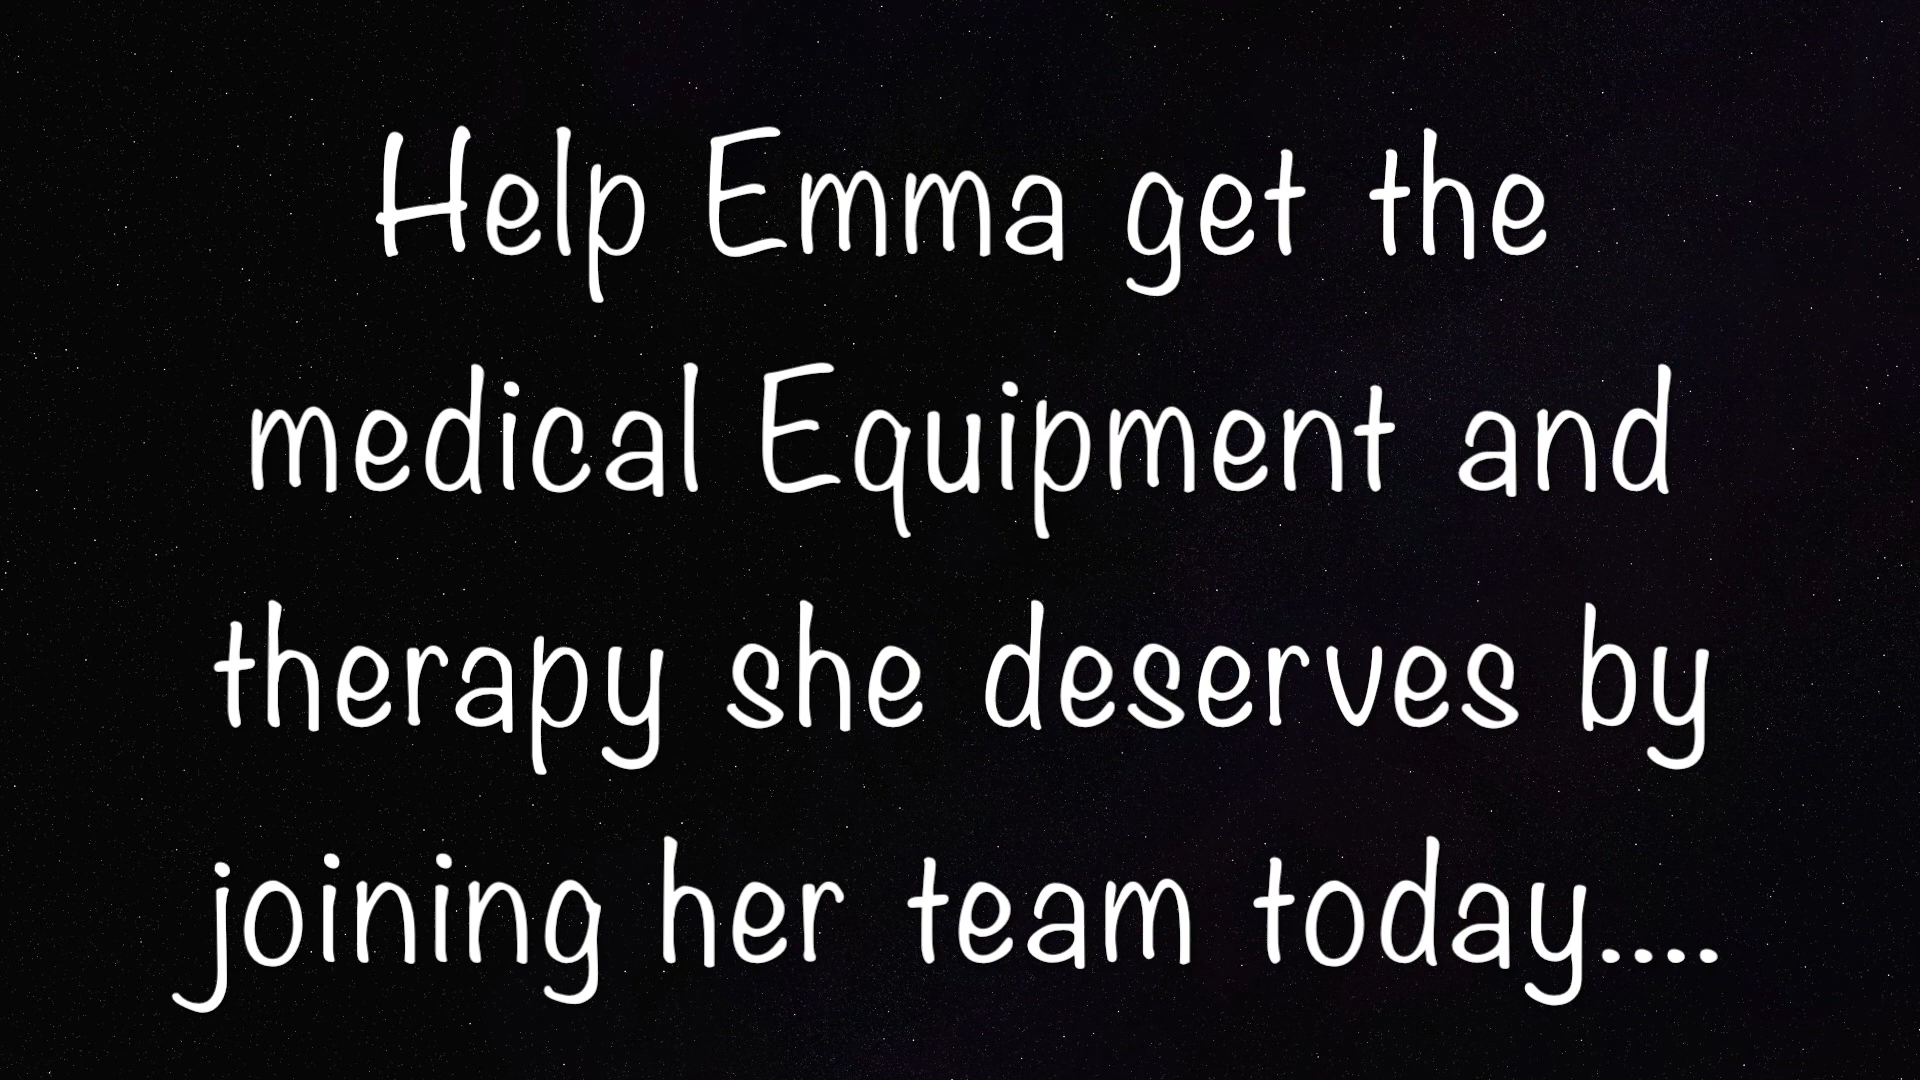 Help Emma get the
medical Equipment and
therapy she deserves by
joining her team today....